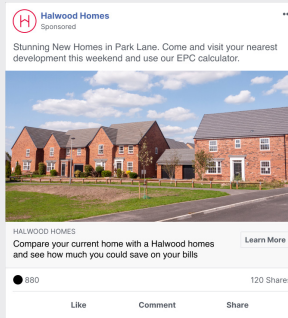 Halwood Homes
Sponsored
Stunning New Homes in Park Lane. Come and visit your nearest
development this weekend and use our EPC calculator.
HALWOOD HOMES
Compare your current home with a Halwood homes
and see how much you could save on your bills
Learn More
880
120 Shares
Like Comment Share